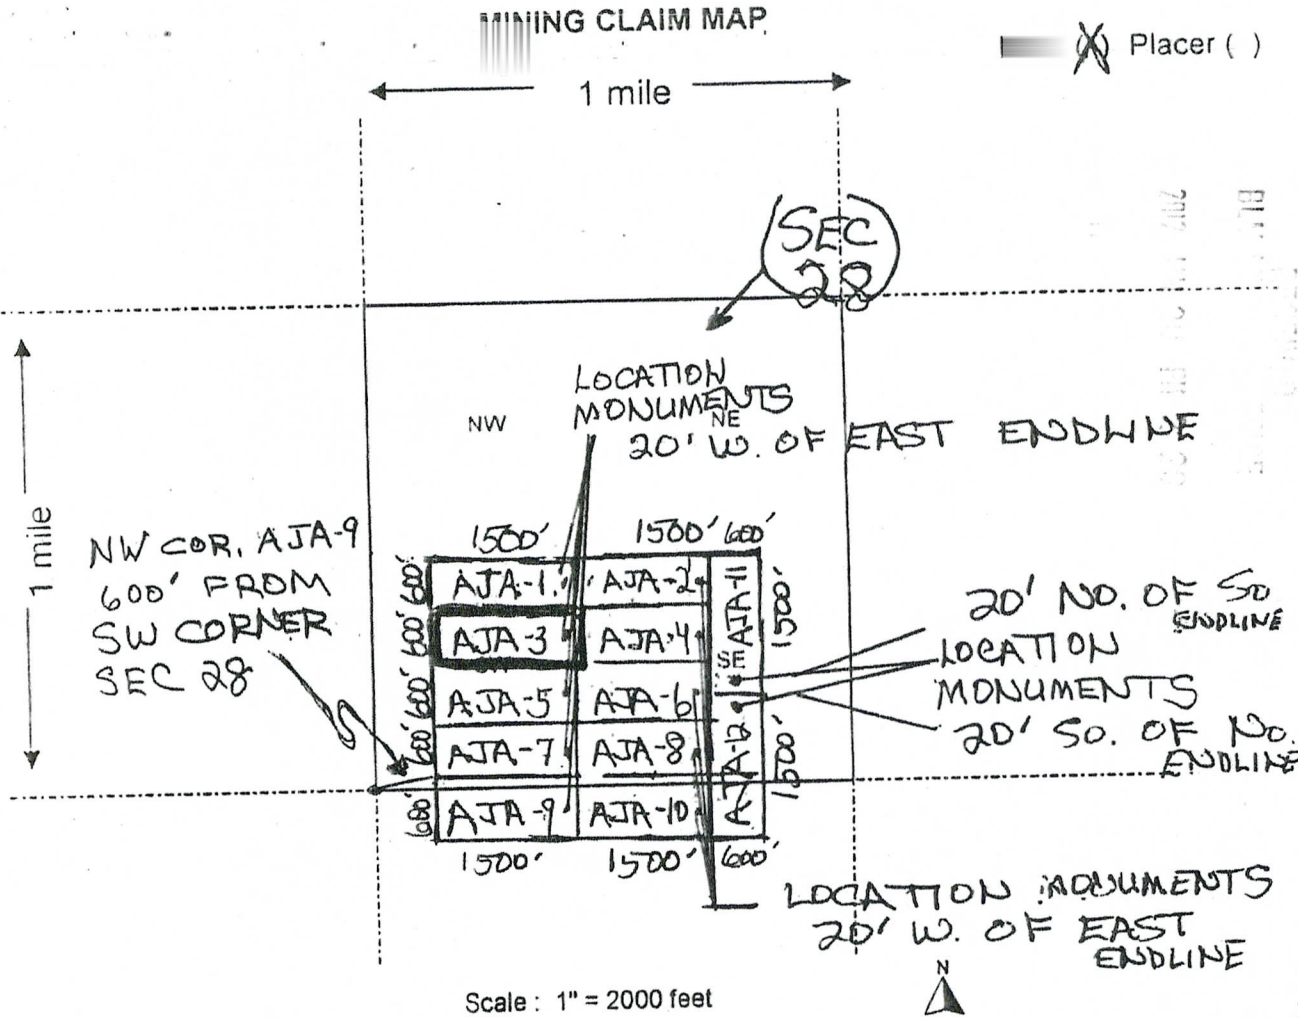 MINING CLAIM MAP
(X) Placer ( )
1 mile
SEC
28
LOCATION
MONUMENTS
NW
NE
20' W. OF EAST ENDLINE
1 mile
NW COR. AJA-9
600' FROM
SW CORNER
SEC 28
1500' 1500' 600'
600' AJA-1 AJA-2 AJA-11 1500'
600' AJA-3 AJA-4
SE
600' AJA-5 AJA-6
600' AJA-7 AJA-8 AJA-12 1500'
600' AJA-9 AJA-10
1500' 1500' 600'
20' NO. OF SO
ENDLINE
LOCATION
MONUMENTS
20' SO. OF NO.
ENDLINE
LOCATION MONUMENTS
20' W. OF EAST
ENDLINE
N
Scale : 1" = 2000 feet